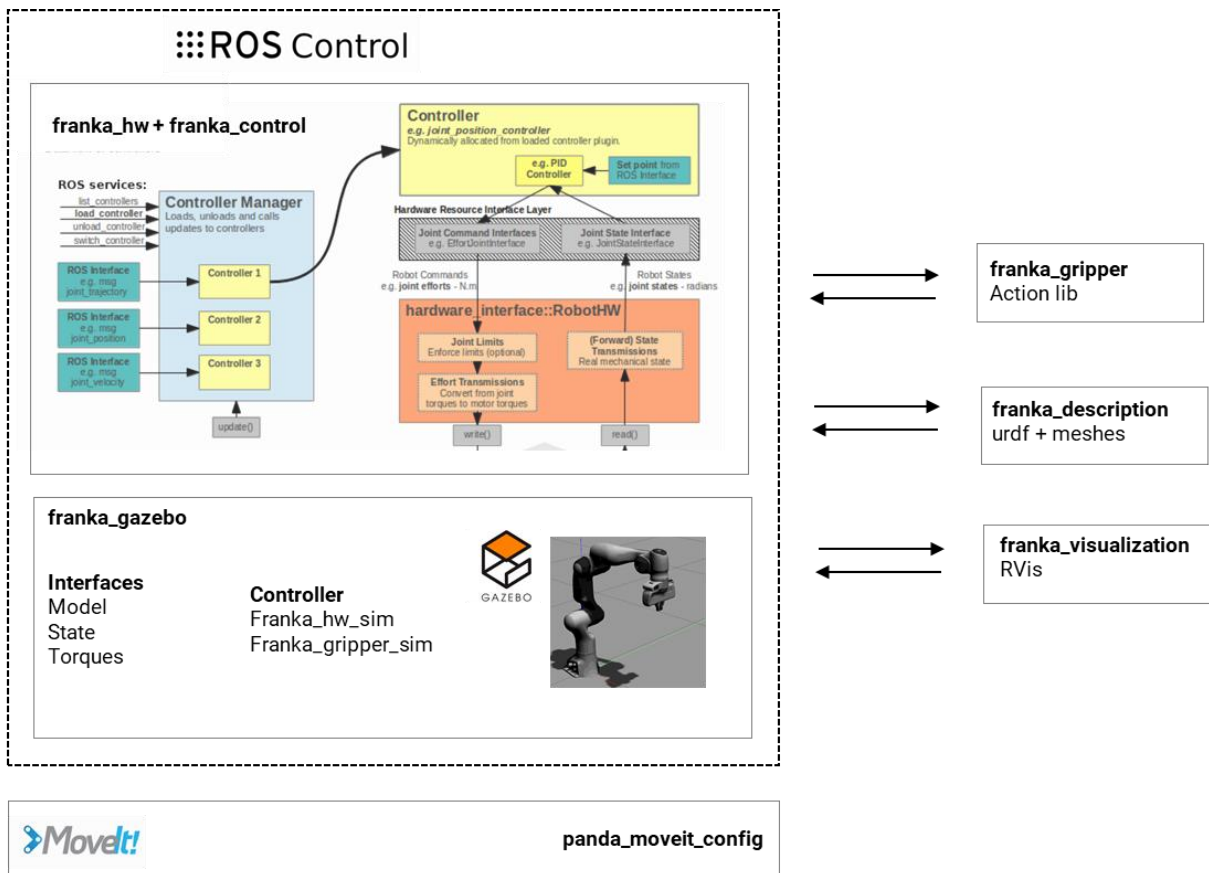 ROS Control
franka_hw + franka_control
ROS services:
list_controllers
load_controller
unload_controller
switch_controller
Controller Manager
Loads, unloads and calls
updates to controllers
ROS Interface
e.g. msg
joint_trajectory
Controller 1
ROS Interface
e.g. msg
joint_position
Controller 2
ROS Interface
e.g. msg
joint_velocity
Controller 3
update()
Controller
e.g. joint_position_controller
Dynamically allocated from loaded controller plugin.
e.g. PID
Controller
Set point from
ROS Interface
Hardware Resource Interface Layer
Joint Command Interfaces
e.g. EffortJointInterface
Joint State Interface
e.g. JointStateInterface
Robot Commands
e.g. joint efforts - N.m
Robot States
e.g. joint states - radians
hardware_interface::RobotHW
Joint Limits
Enforce limits (optional)
(Forward) State
Transmissions
Real mechanical state
Effort Transmissions
Convert from joint
torques to motor torques
write()
read()
franka_gripper
Action lib
franka_description
urdf + meshes
franka_visualization
RVis
franka_gazebo
Interfaces
Model
State
Torques
Controller
Franka_hw_sim
Franka_gripper_sim
GAZEBO
MoveIt!
panda_moveit_config